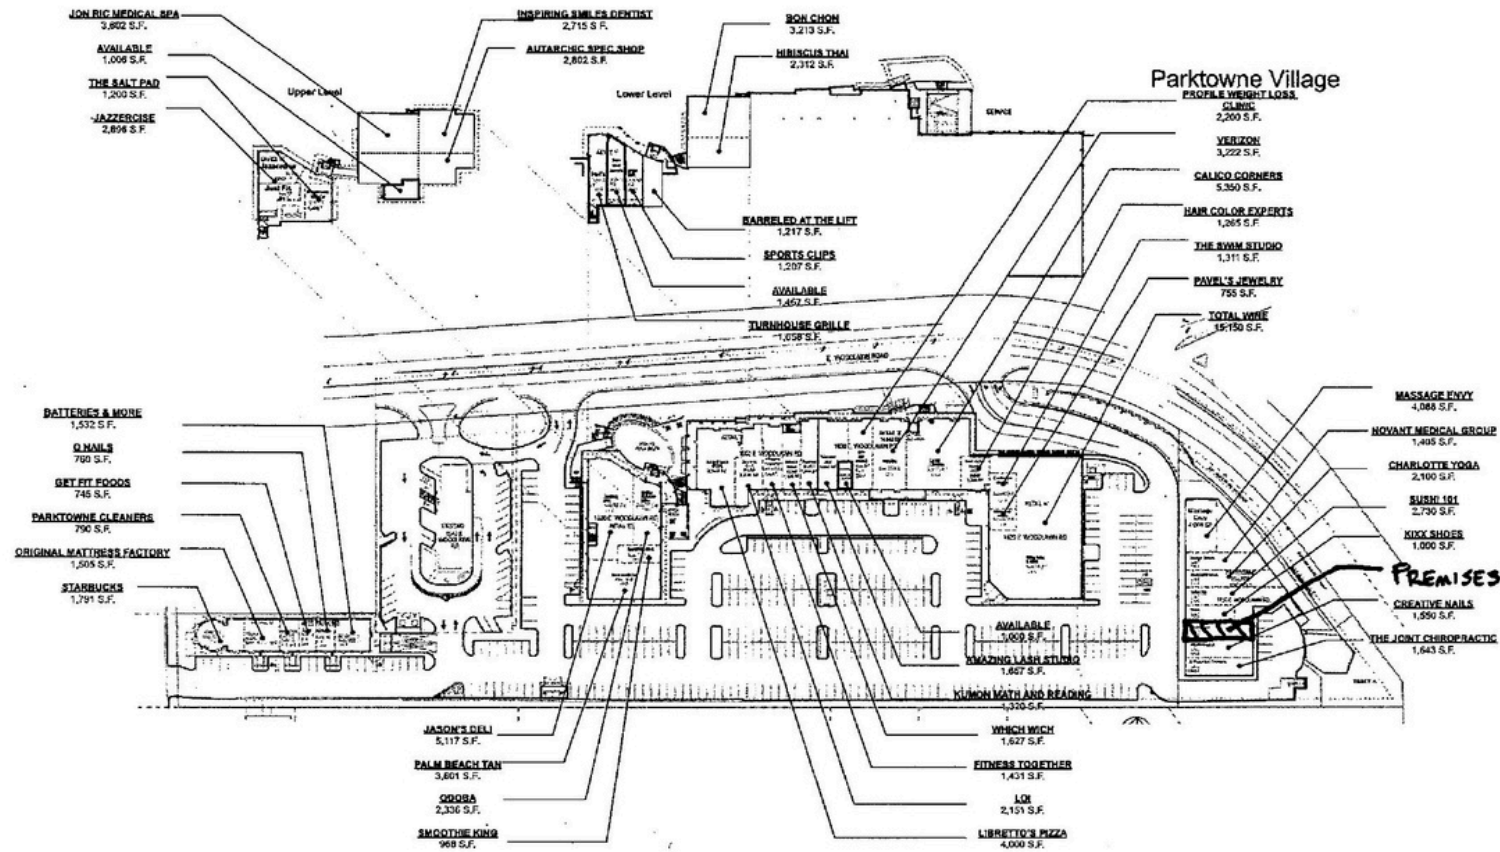 Parktowne Village
JON RIC MEDICAL SPA
3,602 S.F.
AVAILABLE
1,006 S.F.
THE SALT PAD
1,200 S.F.
JAZZERCISE
2,696 S.F.
Upper Level
INSPIRING SMILES DENTIST
2,715 S.F.
AUTARCHIC SPEC SHOP
2,802 S.F.
BON CHON
3,213 S.F.
HIBISCUS THAI
2,312 S.F.
Lower Level
SERVICE
BARRELED AT THE LIFT
1,217 S.F.
SPORTS CLIPS
1,207 S.F.
AVAILABLE
1,467 S.F.
TURNHOUSE GRILLE
1,658 S.F.
PROFILE WEIGHT LOSS
CLINIC
2,200 S.F.
VERIZON
3,222 S.F.
CALICO CORNERS
5,350 S.F.
HAIR COLOR EXPERTS
1,265 S.F.
THE SWIM STUDIO
1,311 S.F.
PAVEL'S JEWELRY
755 S.F.
TOTAL WINE
15,150 S.F.
E. WOODLAWN ROAD
BATTERIES & MORE
1,532 S.F.
Q NAILS
760 S.F.
GET FIT FOODS
745 S.F.
PARKTOWNE CLEANERS
790 S.F.
ORIGINAL MATTRESS FACTORY
1,505 S.F.
STARBUCKS
1,791 S.F.
MASSAGE ENVY
4,088 S.F.
NOVANT MEDICAL GROUP
1,405 S.F.
CHARLOTTE YOGA
2,100 S.F.
SUSHI 101
2,730 S.F.
KIXX SHOES
1,000 S.F.
PREMISES
CREATIVE NAILS
1,550 S.F.
THE JOINT CHIROPRACTIC
1,643 S.F.
JASON'S DELI
5,117 S.F.
PALM BEACH TAN
3,601 S.F.
QDOBA
2,336 S.F.
SMOOTHIE KING
968 S.F.
AVAILABLE
1,000 S.F.
AMAZING LASH STUDIO
1,657 S.F.
KUMON MATH AND READING
1,320 S.F.
WHICH WICH
1,627 S.F.
FITNESS TOGETHER
1,431 S.F.
LOI
2,151 S.F.
LIBRETTO'S PIZZA
4,000 S.F.